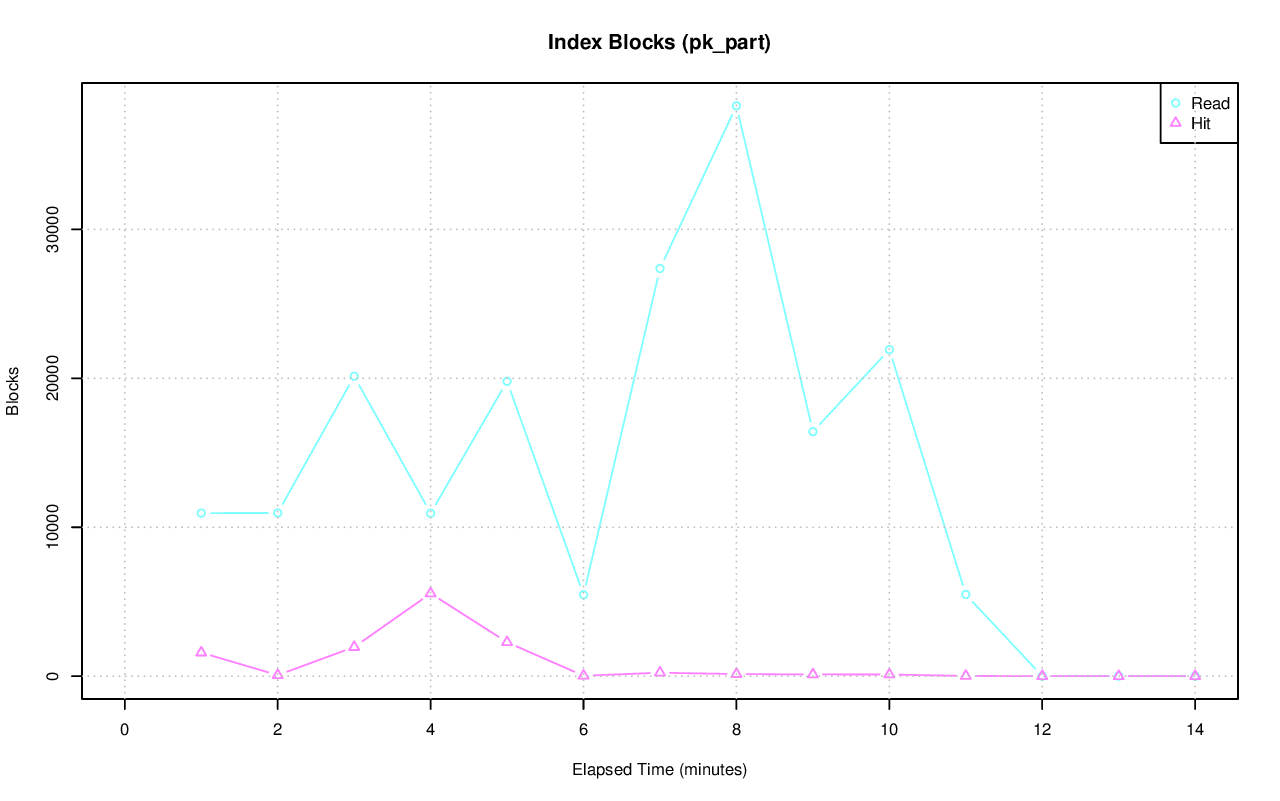 Index Blocks (pk_part)
Read
Hit
Blocks
30000
20000
10000
0
0 2 4 6 8 10 12 14
Elapsed Time (minutes)